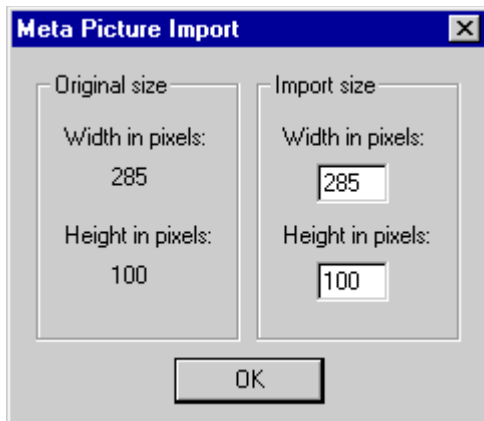 Meta Picture Import
Original size
Width in pixels:
285
Height in pixels:
100
Import size
Width in pixels:
285
Height in pixels:
100
OK